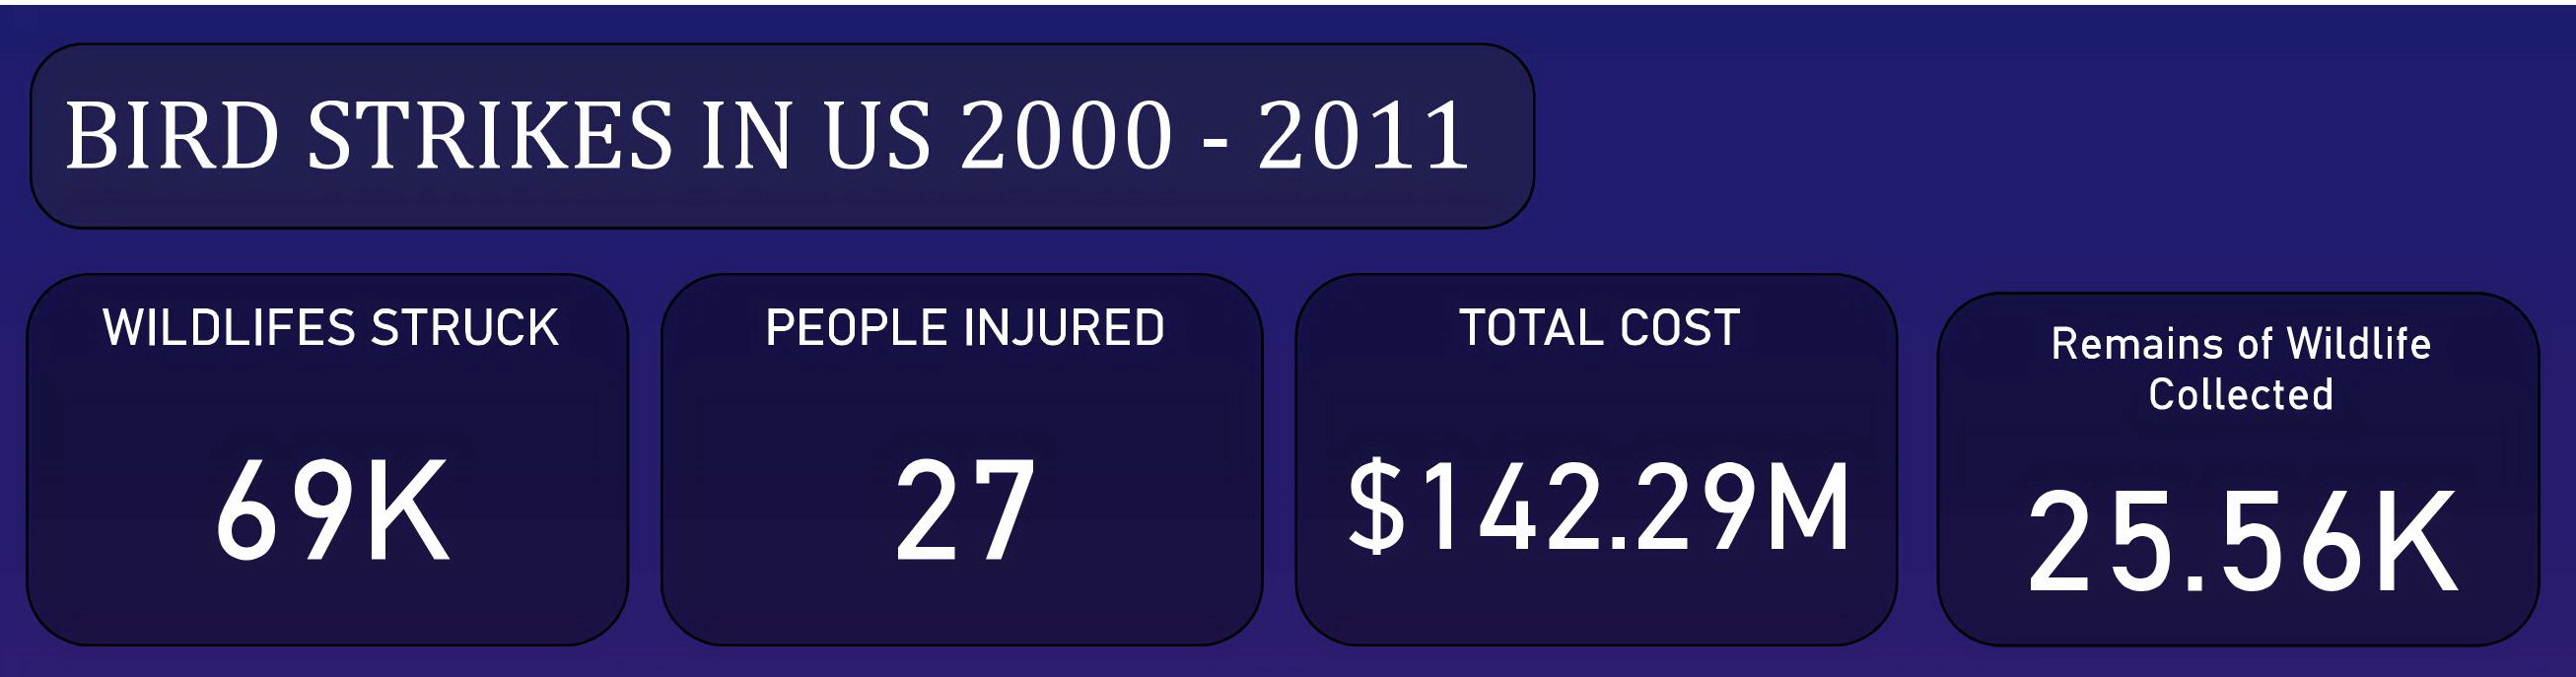 BIRD STRIKES IN US 2000 - 2011
WILDLIFES STRUCK
69K
PEOPLE INJURED
27
TOTAL COST
$142.29M
Remains of Wildlife
Collected
25.56K